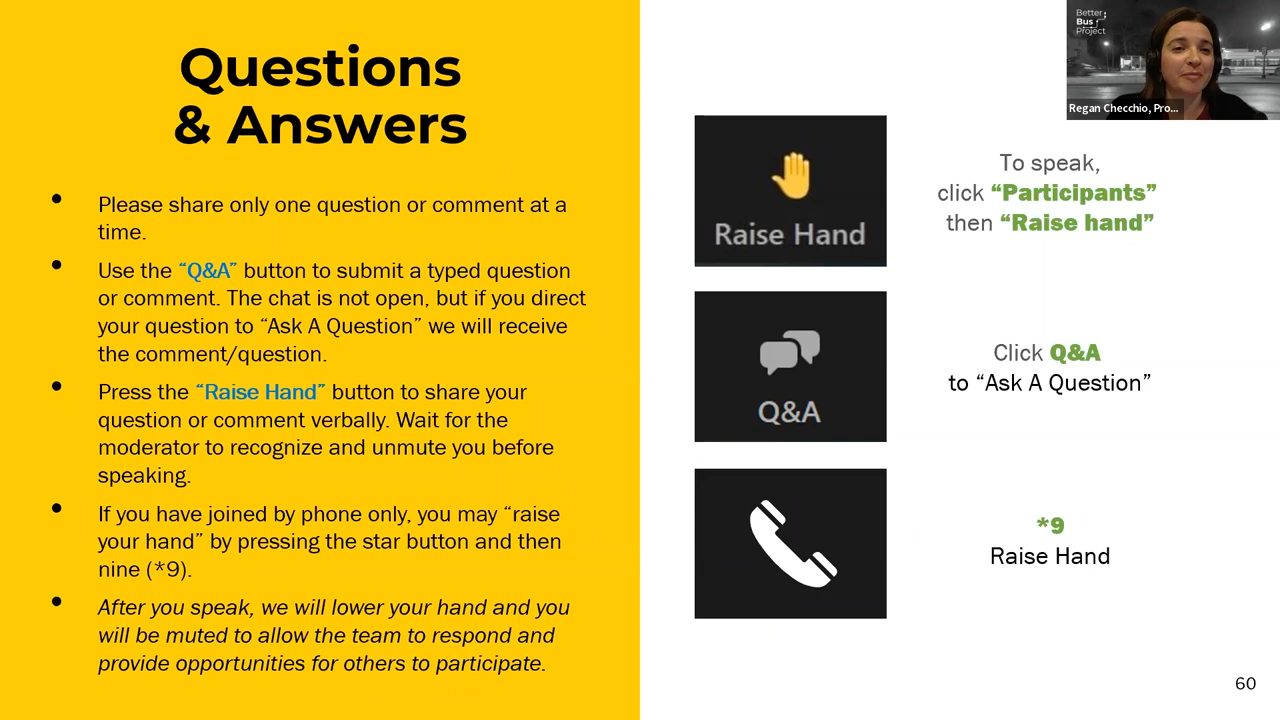 Questions
& Answers
• Please share only one question or comment at a
time.
• Use the “Q&A” button to submit a typed question
or comment. The chat is not open, but if you direct
your question to “Ask A Question” we will receive
the comment/question.
• Press the “Raise Hand” button to share your
question or comment verbally. Wait for the
moderator to recognize and unmute you before
speaking.
• If you have joined by phone only, you may “raise
your hand” by pressing the star button and then
nine (*9).
• After you speak, we will lower your hand and you
will be muted to allow the team to respond and
provide opportunities for others to participate.
Raise Hand
To speak,
click “Participants”
then “Raise hand”
Q&A
Click Q&A
to “Ask A Question”
*9
Raise Hand
Better
Bus
Project
Regan Checchio, Pro...
60